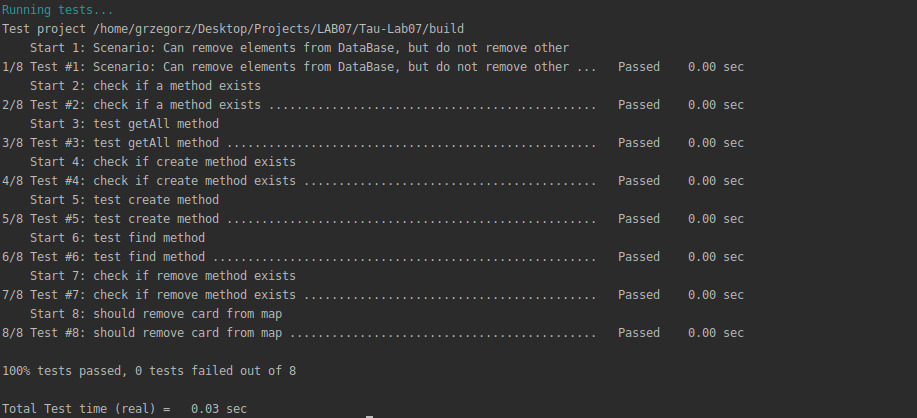 Running tests...
Test project /home/grzegorz/Desktop/Projects/LAB07/Tau-Lab07/build
    Start 1: Scenario: Can remove elements from DataBase, but do not remove other
1/8 Test #1: Scenario: Can remove elements from DataBase, but do not remove other ...   Passed    0.00 sec
    Start 2: check if a method exists
2/8 Test #2: check if a method exists ...............................................   Passed    0.00 sec
    Start 3: test getAll method
3/8 Test #3: test getAll method .....................................................   Passed    0.00 sec
    Start 4: check if create method exists
4/8 Test #4: check if create method exists ..........................................   Passed    0.00 sec
    Start 5: test create method
5/8 Test #5: test create method .....................................................   Passed    0.00 sec
    Start 6: test find method
6/8 Test #6: test find method .......................................................   Passed    0.00 sec
    Start 7: check if remove method exists
7/8 Test #7: check if remove method exists ..........................................   Passed    0.00 sec
    Start 8: should remove card from map
8/8 Test #8: should remove card from map ............................................   Passed    0.00 sec
100% tests passed, 0 tests failed out of 8
Total Test time (real) =   0.03 sec